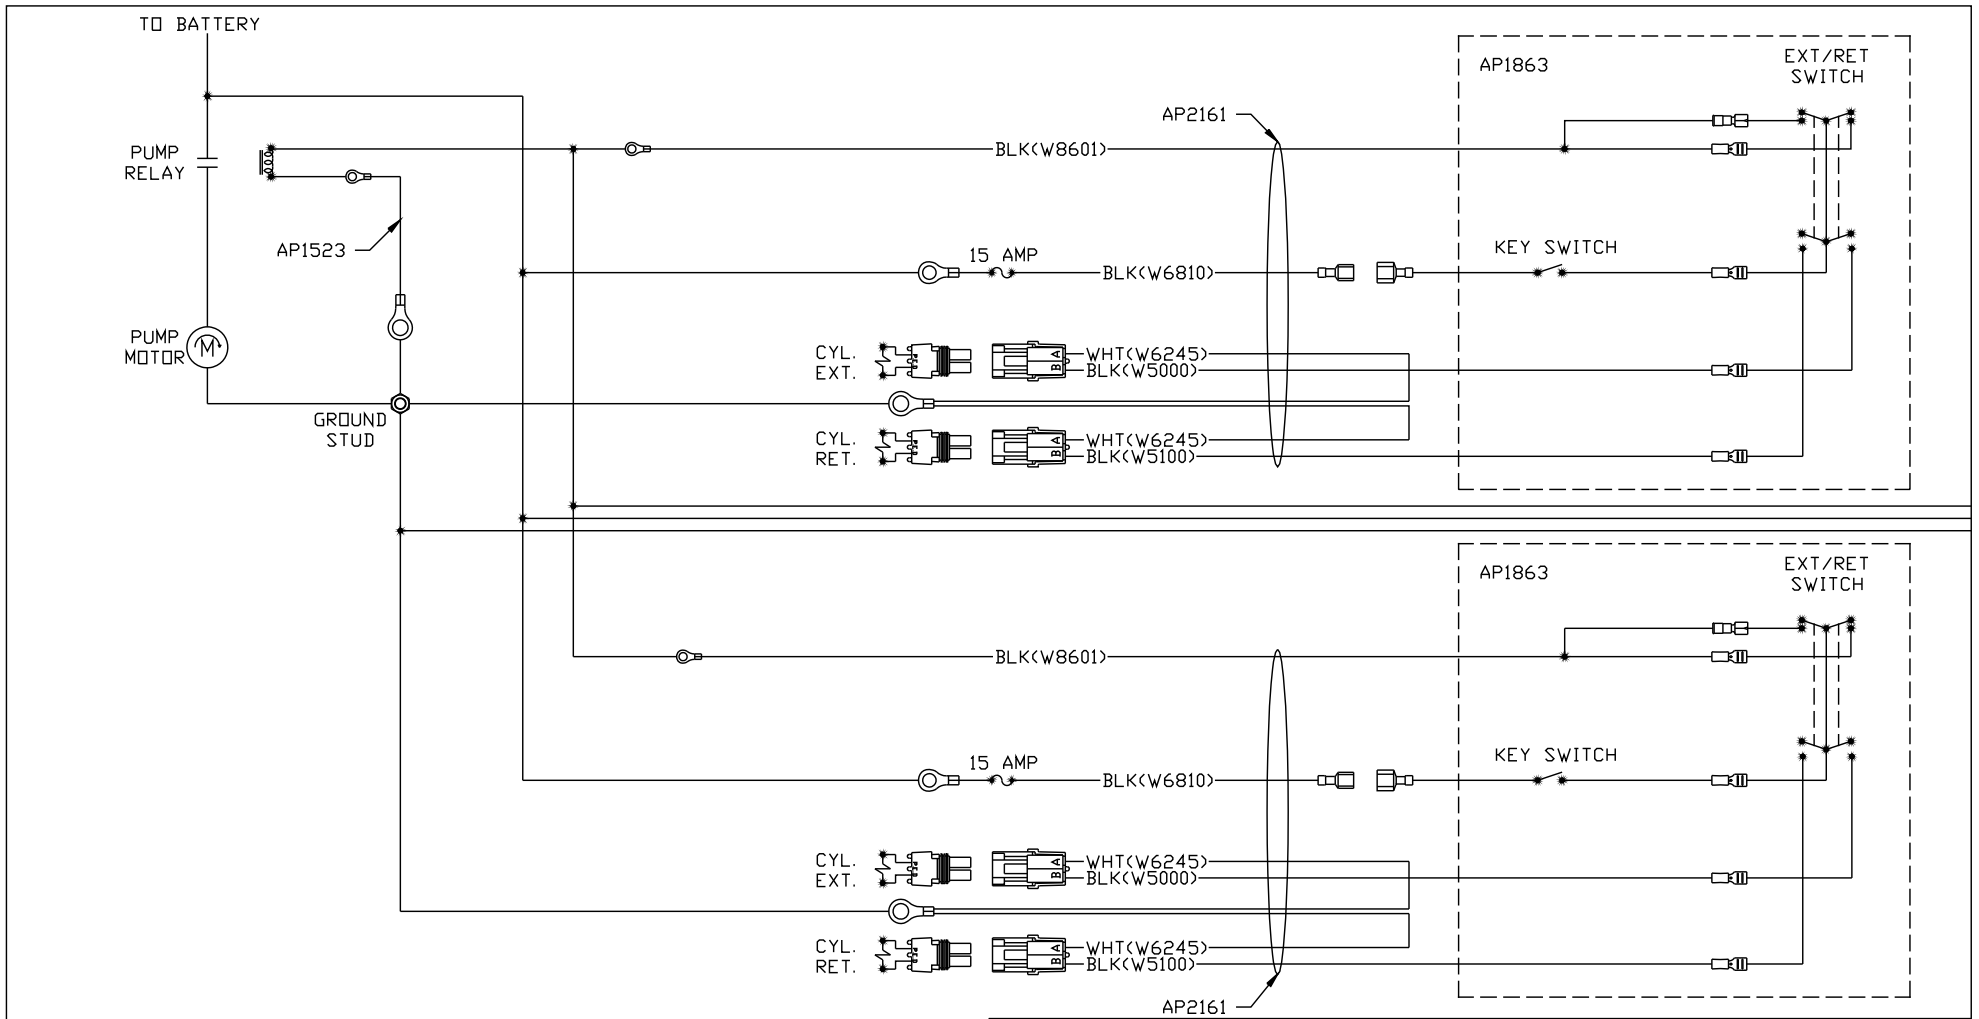 TO BATTERY
AP1863
EXT/RET
SWITCH
AP2161
PUMP
RELAY
BLK(W8601)
AP1523
15 AMP
BLK(W6810)
KEY SWITCH
PUMP
MOTOR
M
CYL.
EXT.
A
B
WHT(W6245)
BLK(W5000)
GROUND
STUD
CYL.
RET.
A
B
WHT(W6245)
BLK(W5100)
AP1863
EXT/RET
SWITCH
BLK(W8601)
15 AMP
BLK(W6810)
KEY SWITCH
CYL.
EXT.
A
B
WHT(W6245)
BLK(W5000)
CYL.
RET.
A
B
WHT(W6245)
BLK(W5100)
AP2161